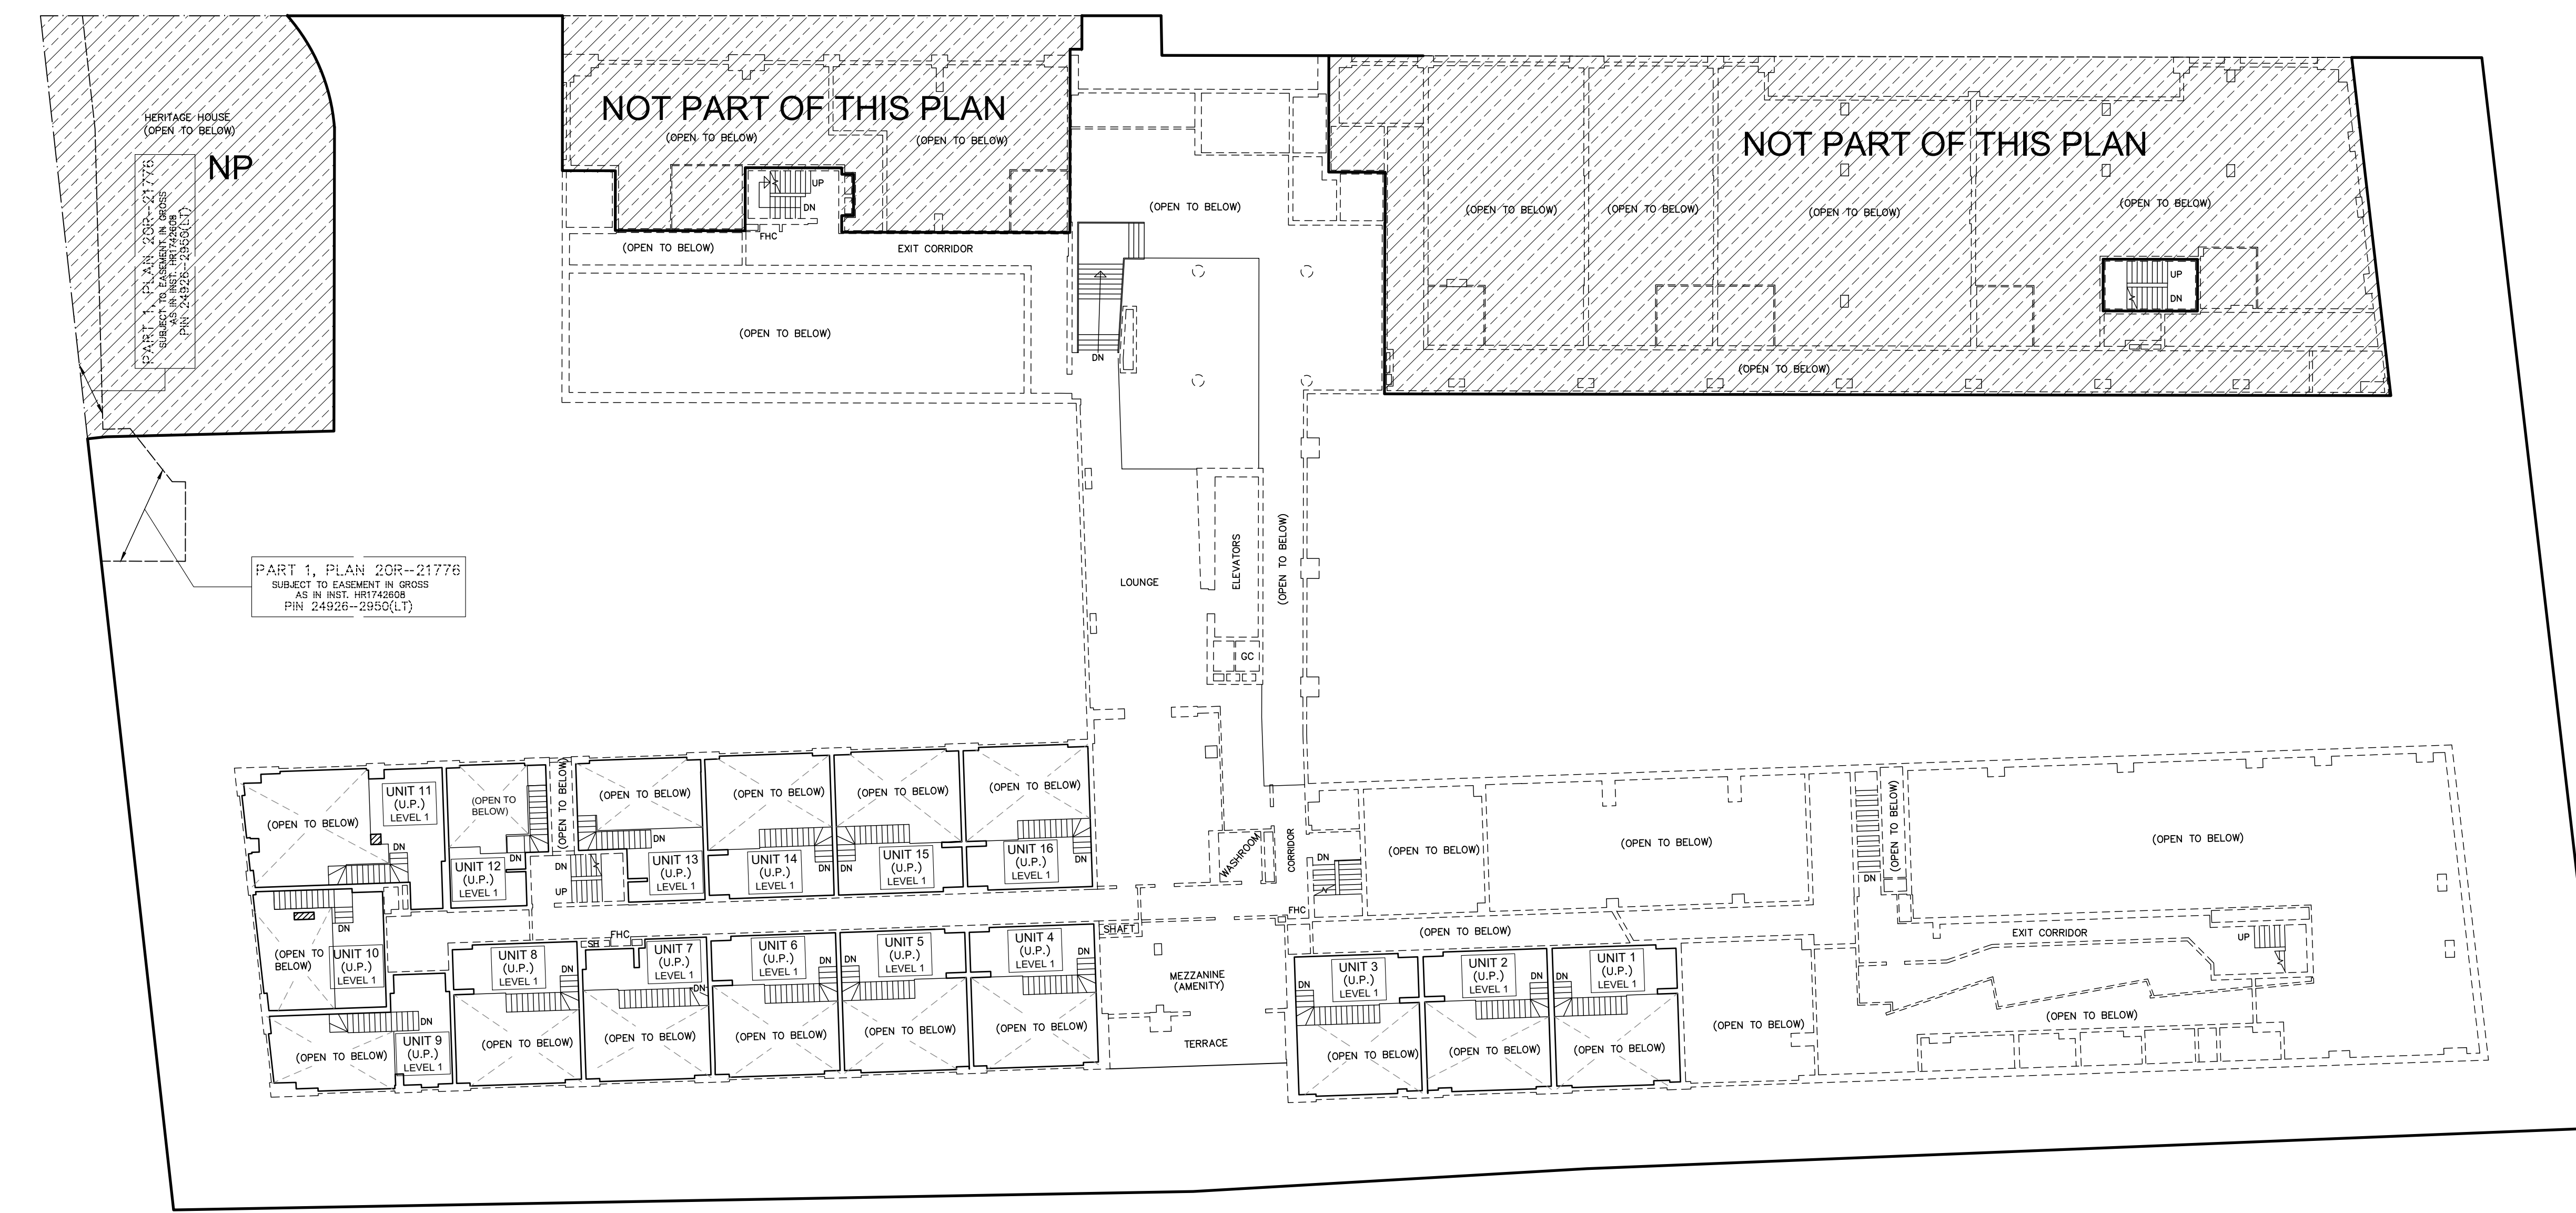 HERITAGE HOUSE
(OPEN TO BELOW)
NP
PART 1, PLAN 20R--21776
SUBJECT TO EASEMENT IN GROSS
AS IN INST. HR1742608
PIN 24926--2950(LT)
NOT PART OF THIS PLAN
(OPEN TO BELOW)
(OPEN TO BELOW)
UP
DN
FHC
(OPEN TO BELOW)
EXIT CORRIDOR
(OPEN TO BELOW)
(OPEN TO BELOW)
DN
NOT PART OF THIS PLAN
(OPEN TO BELOW)
(OPEN TO BELOW)
(OPEN TO BELOW)
(OPEN TO BELOW)
UP
DN
(OPEN TO BELOW)
PART 1, PLAN 20R--21776
SUBJECT TO EASEMENT IN GROSS
AS IN INST. HR1742608
PIN 24926--2950(LT)
LOUNGE
ELEVATORS
(OPEN TO BELOW)
GC
UNIT 11
(U.P.)
LEVEL 1
(OPEN TO BELOW)
DN
(OPEN TO
BELOW)
UNIT 12
(U.P.)
LEVEL 1
DN
(OPEN TO BELOW)
DN
UP
(OPEN TO BELOW)
DN
UNIT 13
(U.P.)
LEVEL 1
(OPEN TO BELOW)
UNIT 14
(U.P.)
LEVEL 1
DN
(OPEN TO BELOW)
DN
UNIT 15
(U.P.)
LEVEL 1
(OPEN TO BELOW)
UNIT 16
(U.P.)
LEVEL 1
DN
WASHROOM
CORRIDOR
DN
(OPEN TO BELOW)
(OPEN TO BELOW)
DN
(OPEN TO BELOW)
(OPEN TO BELOW)
FHC
(OPEN TO BELOW)
EXIT CORRIDOR
UP
DN
(OPEN TO
BELOW)
UNIT 10
(U.P.)
LEVEL 1
UNIT 8
(U.P.)
LEVEL 1
DN
SH
FHC
UNIT 7
(U.P.)
LEVEL 1
DN
UNIT 6
(U.P.)
LEVEL 1
DN
DN
UNIT 5
(U.P.)
LEVEL 1
UNIT 4
(U.P.)
LEVEL 1
DN
SHAFT
MEZZANINE
(AMENITY)
TERRACE
DN
UNIT 3
(U.P.)
LEVEL 1
UNIT 2
(U.P.)
LEVEL 1
DN
DN
UNIT 1
(U.P.)
LEVEL 1
(OPEN TO BELOW)
(OPEN TO BELOW)
DN
(OPEN TO BELOW)
UNIT 9
(U.P.)
LEVEL 1
(OPEN TO BELOW)
(OPEN TO BELOW)
(OPEN TO BELOW)
(OPEN TO BELOW)
(OPEN TO BELOW)
(OPEN TO BELOW)
(OPEN TO BELOW)
(OPEN TO BELOW)